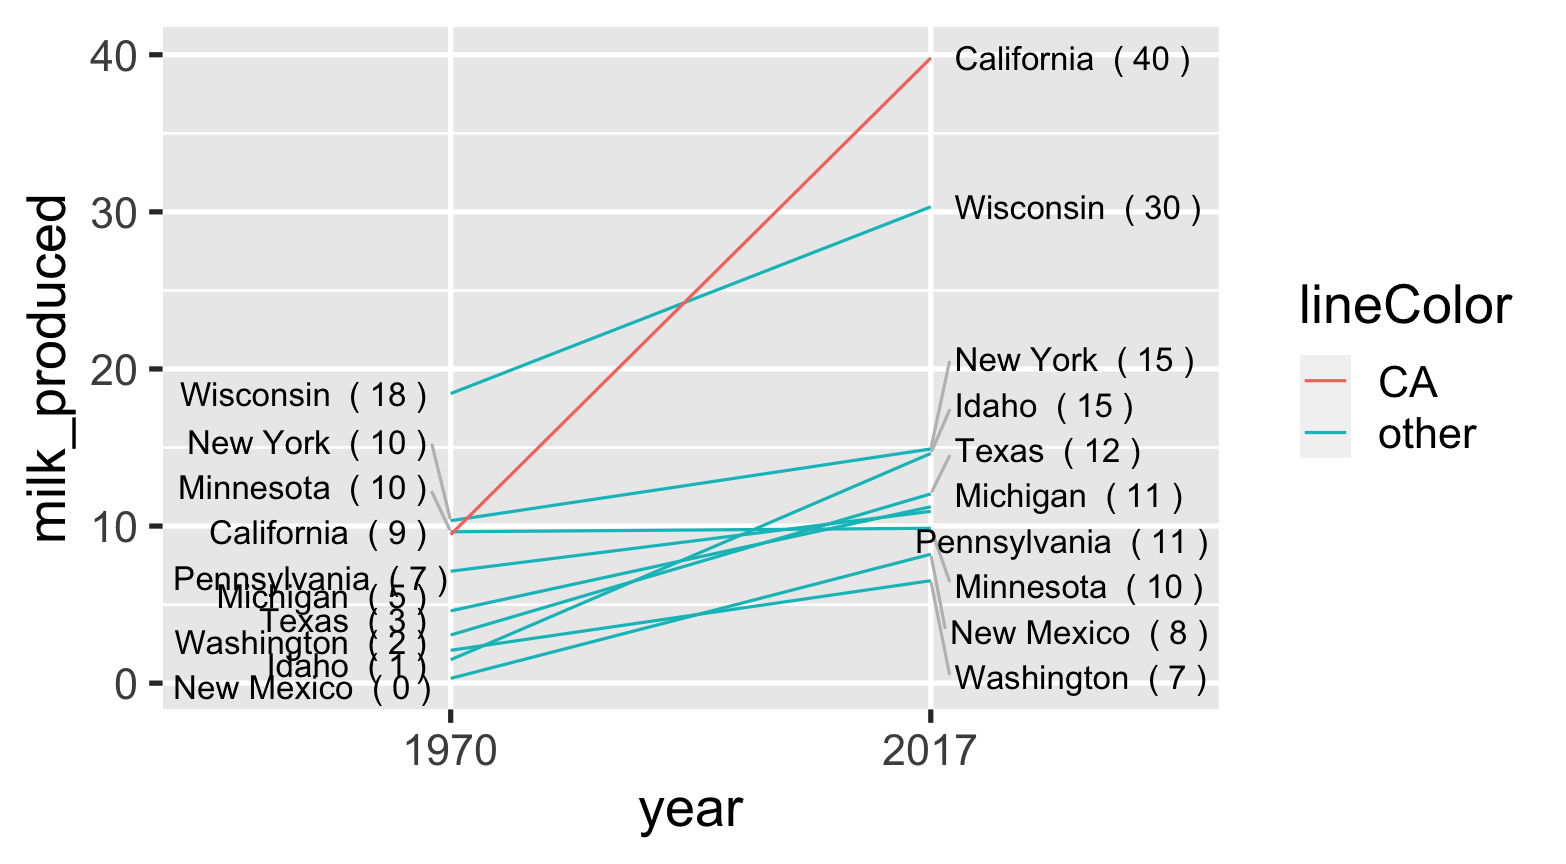 milk_produced
40
30
20
10
0
Wisconsin ( 18 )
New York ( 10 )
Minnesota ( 10 )
California ( 9 )
Pennsylvania ( 7 )
Michigan ( 5 )
Texas ( 3 )
Washington ( 2 )
Idaho ( 1 )
New Mexico ( 0 )
California ( 40 )
Wisconsin ( 30 )
New York ( 15 )
Idaho ( 15 )
Texas ( 12 )
Michigan ( 11 )
Pennsylvania ( 11 )
Minnesota ( 10 )
New Mexico ( 8 )
Washington ( 7 )
1970
2017
year
lineColor
CA
other